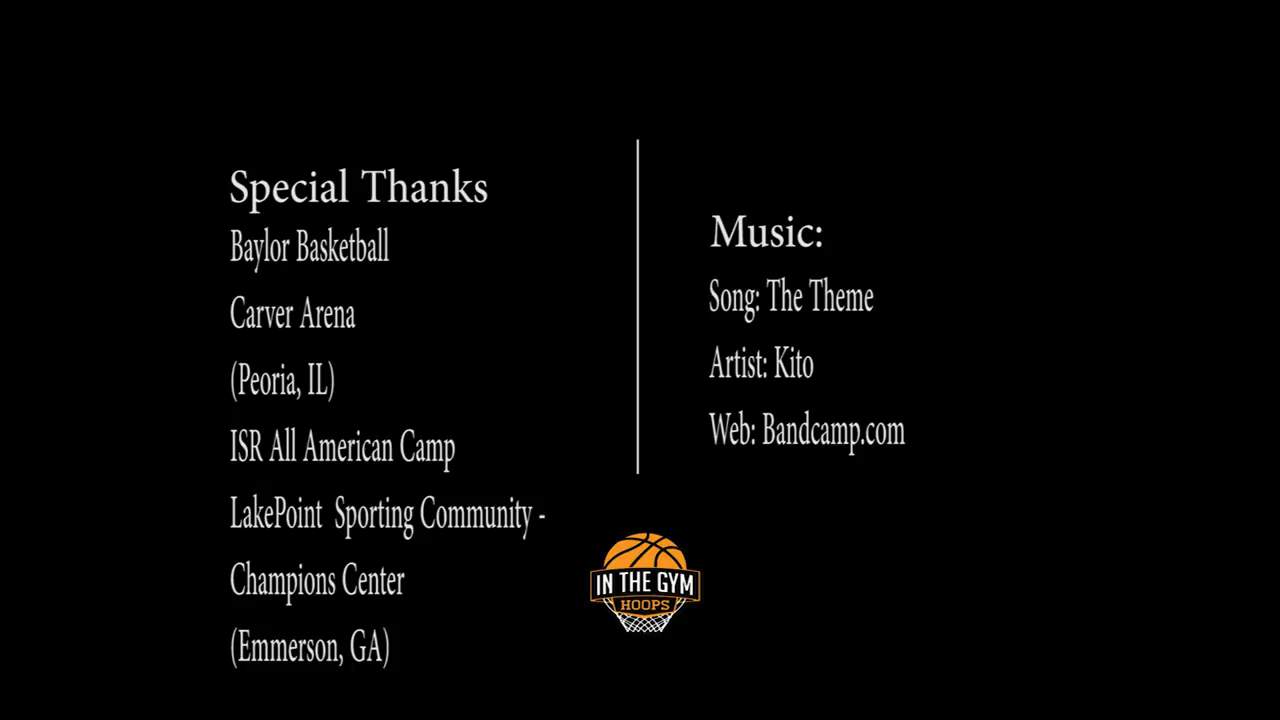 Special Thanks
Baylor Basketball
Carver Arena
(Peoria, IL)
ISR All American Camp
LakePoint  Sporting Community -
Champions Center
(Emmerson, GA)
Music:
Song: The Theme
Artist: Kito
Web: Bandcamp.com
IN THE GYM
HOOPS